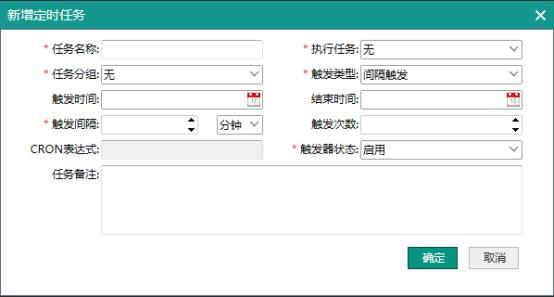 新增定时任务
* 任务名称: * 执行任务: 无
* 任务分组: 无 * 触发类型: 间隔触发
触发时间: 结束时间:
* 触发间隔: 分钟 触发次数:
CRON表达式: * 触发器状态: 启用
任务备注:
确定 取消